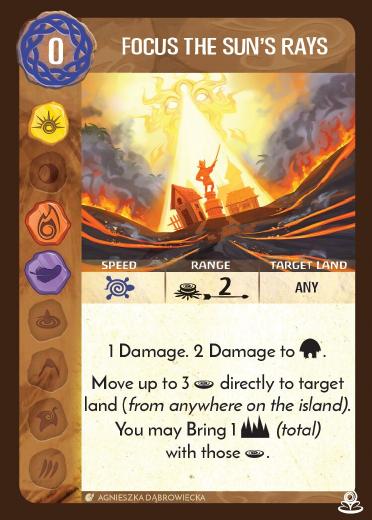 0
FOCUS THE SUN'S RAYS
SPEED RANGE TARGET LAND
2 ANY
1 Damage. 2 Damage to .
Move up to 3 directly to target
land (from anywhere on the island).
You may Bring 1 (total)
with those .
AGNIESZKA DĄBROWIECKA